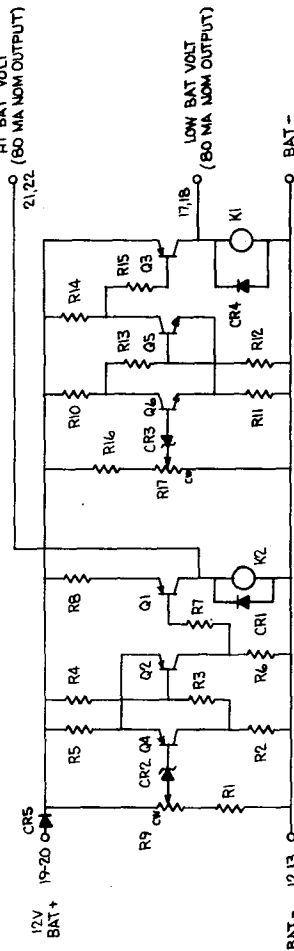 HI BAT VOLT
(80 MA NOM OUTPUT)
21,22
12V
BAT+
19-20
CR5
R5
R4
R8
R10
R14
R16
R9
CW
CR2
Q4
Q2
Q1
R3
R7
R17
CW
CR3
Q6
R13
Q5
R15
Q3
LOW BAT VOLT
(80 MA NOM OUTPUT)
17,18
R1
R2
R6
CR1
K2
R11
R12
CR4
K1
BAT-
12,13
BAT-